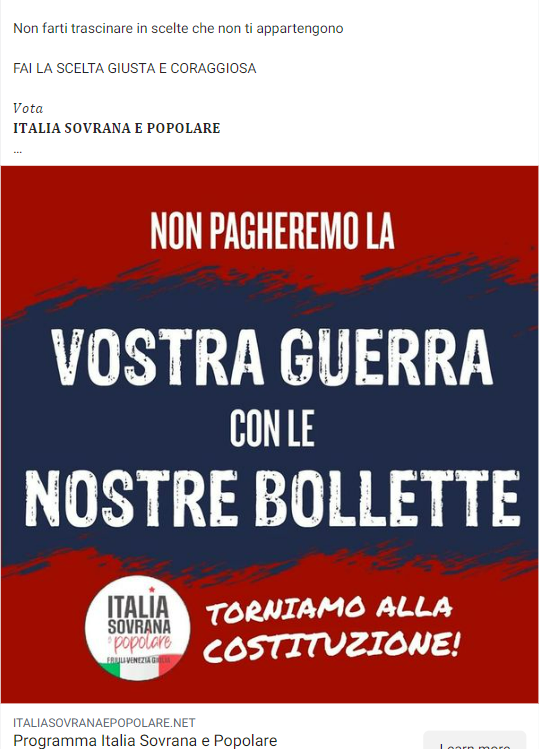 Non farti trascinare in scelte che non ti appartengono
FAI LA SCELTA GIUSTA E CORAGGIOSA
Vota
ITALIA SOVRANA E POPOLARE
...
NON PAGHEREMO LA
VOSTRA GUERRA
CON LE
NOSTRE BOLLETTE
ITALIA
SOVRANA
e popolare
FRIULI VENEZIA GIULIA
TORNIAMO ALLA
COSTITUZIONE!
ITALIASOVRANAEPOPOLARE.NET
Programma Italia Sovrana e Popolare
Learn more